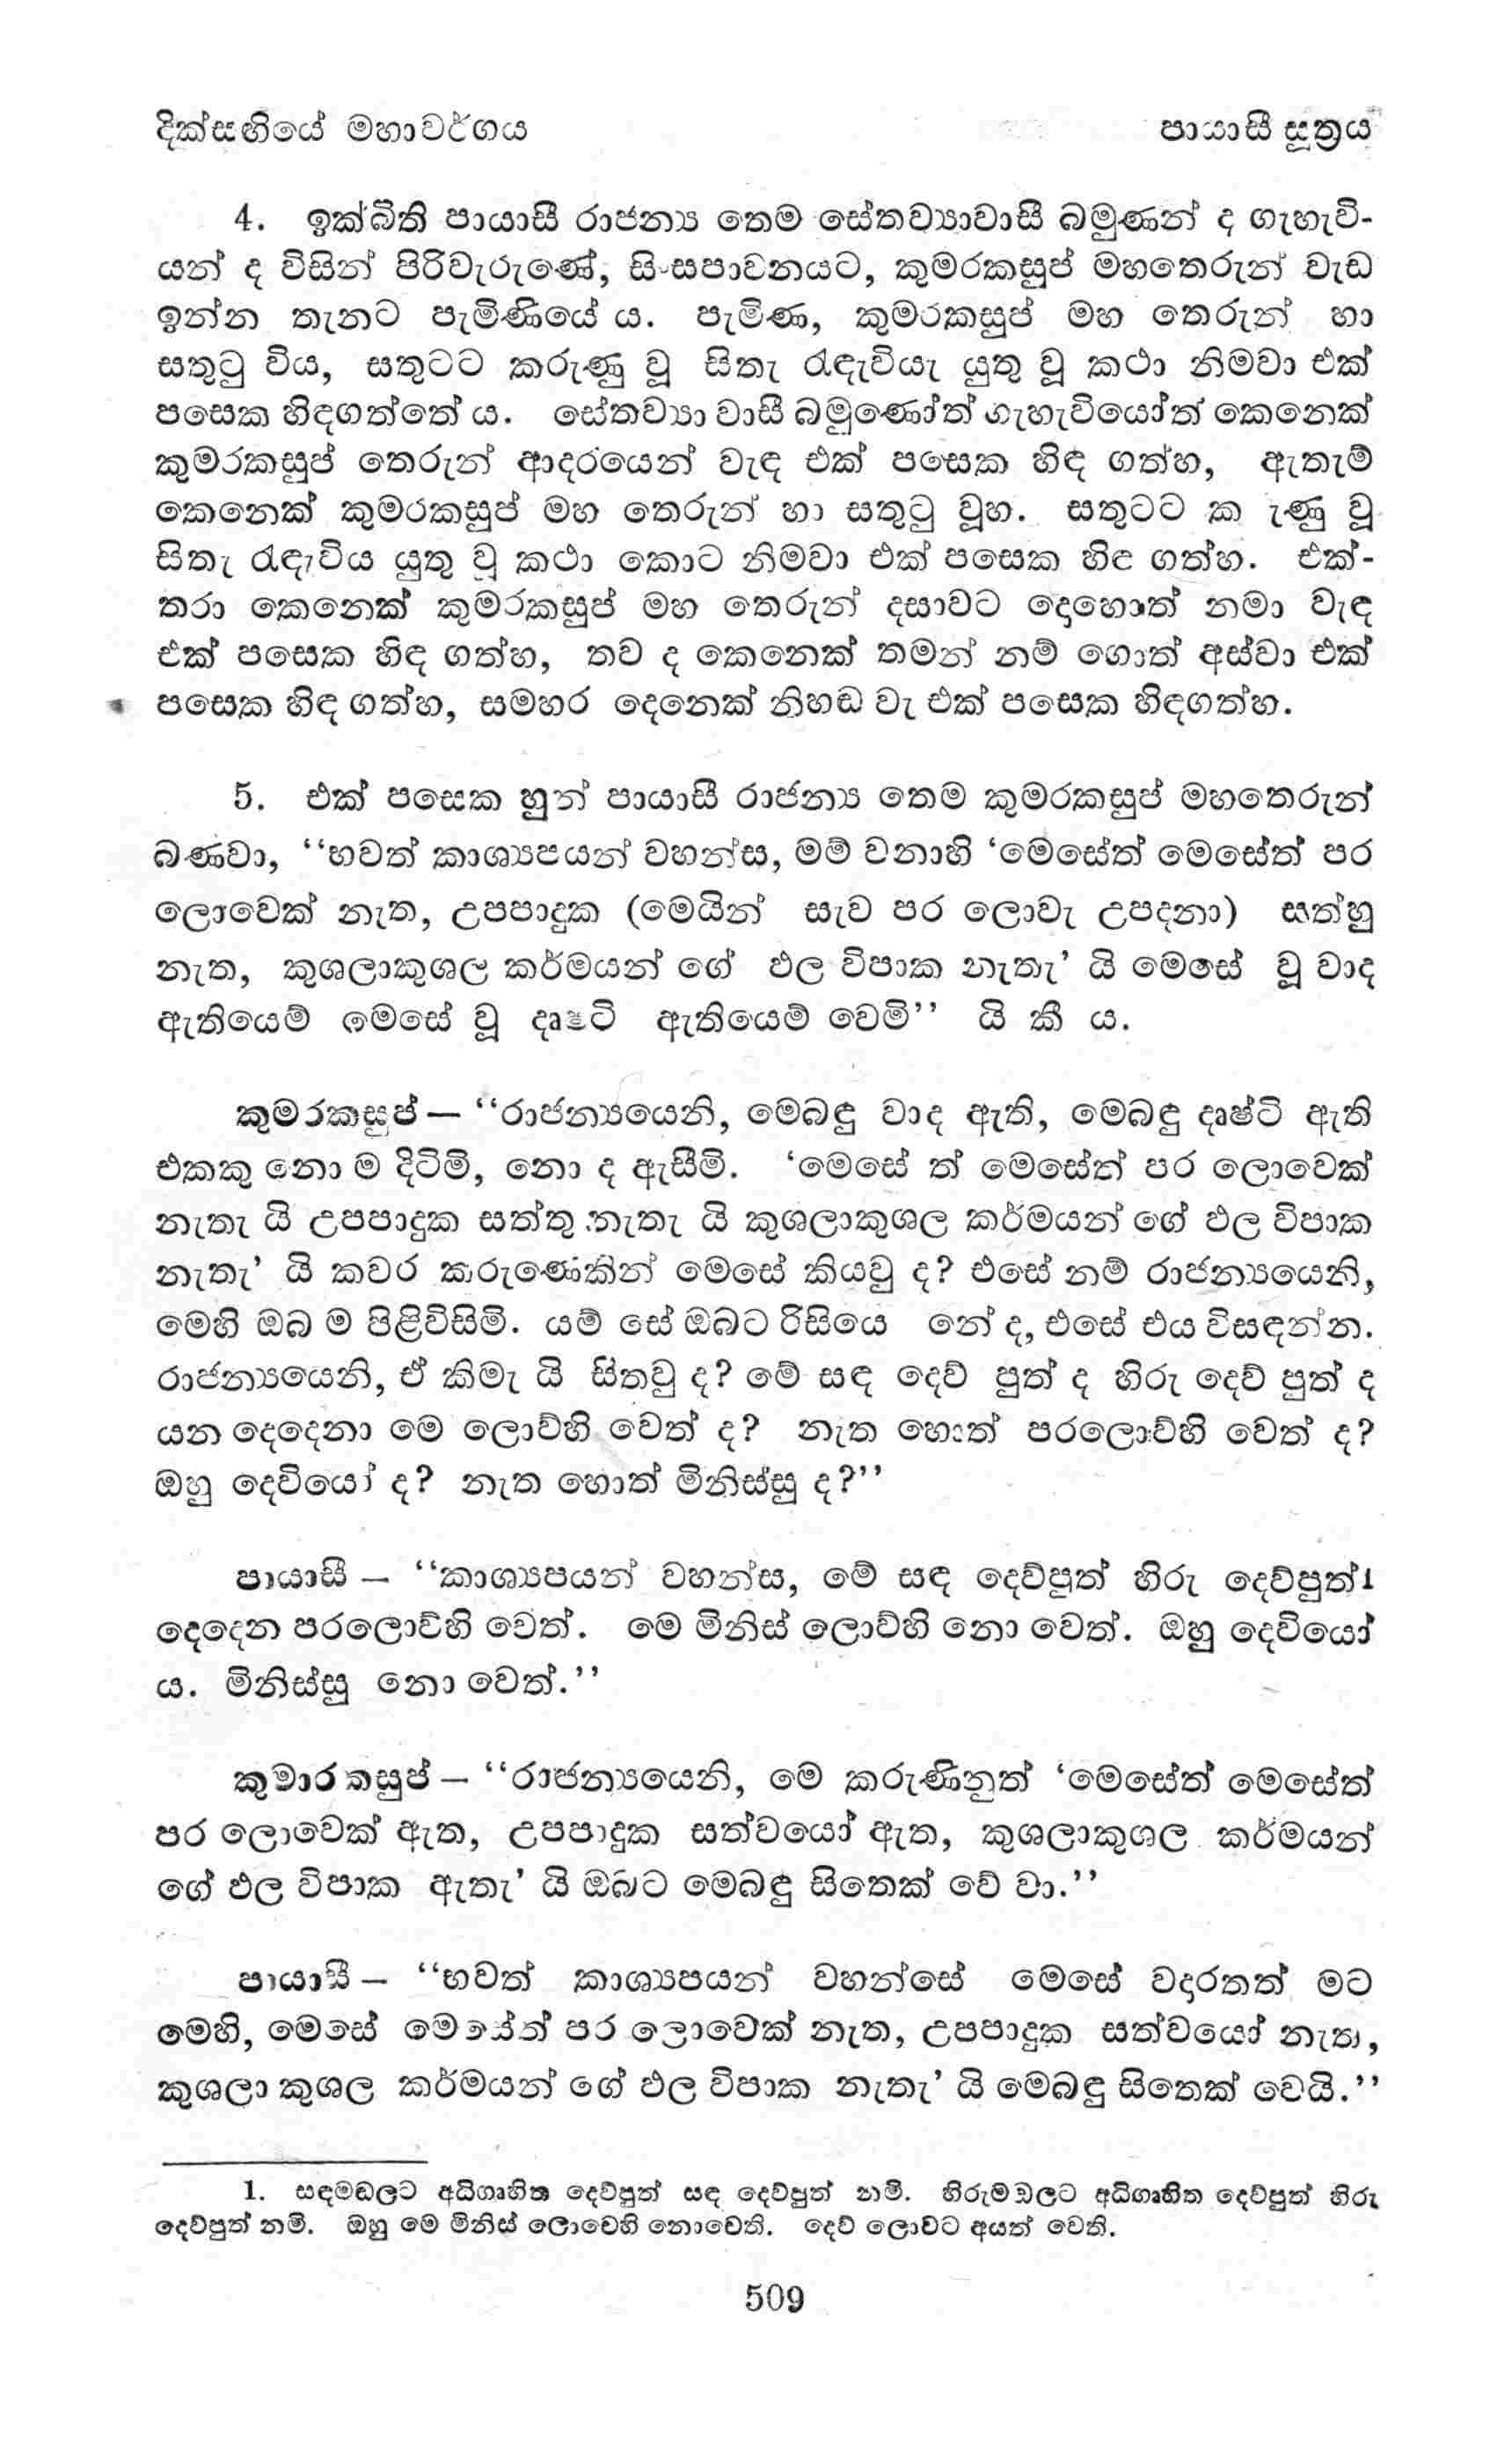 දික්සඟියේ මහාවර්ගය පායාසි සූත්‍රය
4. ඉක්බිති පායාසි රාජන්‍ය තෙම සේතව්‍යාවාසී බමුණන් ද ගැහැවි-
යන් ද විසින් පිරිවැරුණේ, සිංසපාවනයට, කුමරකසුප් මහතෙරුන් වැඩ
ඉන්න තැනට පැමිණියේ ය. පැමිණ, කුමරකසුප් මහ තෙරුන් හා
සතුටු විය, සතුටට කරුණු වූ සිතැ රැඳැවියැ යුතු වූ කථා නිමවා එක්
පසෙක හිඳගත්තේ ය. සේතව්‍යා වාසී බමුණෝත් ගැහැවියෝත් කෙනෙක්
කුමරකසුප් තෙරුන් ආදරයෙන් වැඳ එක් පසෙක හිඳ ගත්හ, ඇතැම්
කෙනෙක් කුමරකසුප් මහ තෙරුන් හා සතුටු වූහ. සතුටට ක ැණු වූ
සිතැ රැඳැවිය යුතු වූ කථා කොට නිමවා එක් පසෙක හිඳ ගත්හ. එක්-
තරා කෙනෙක් කුමරකසුප් මහ තෙරුන් දසාවට දොහොත් නමා වැඳ
එක් පසෙක හිඳ ගත්හ, තව ද කෙනෙක් තමන් නම් ගොත් අස්වා එක්
පසෙක හිඳ ගත්හ, සමහර දෙනෙක් නිහඬ වැ එක් පසෙක හිඳගත්හ.
5. එක් පසෙක හුන් පායාසි රාජන්‍ය තෙම කුමරකසුප් මහතෙරුන්
බණවා, “භවත් කාශ්‍යපයන් වහන්ස, මම් වනාහි ‘මෙසේත් මෙසේත් පර
ලොවෙක් නැත, උපපාදුක (මෙයින් සැව පර ලොවැ උපදනා) සත්හු
නැත, කුශලාකුශල කර්මයන් ගේ ඵල විපාක නැතැ’ යි මෙසේ වූ වාද
ඇතියෙම් මෙසේ වූ දෘෂ්ටි ඇතියෙම් වෙමි” යි කී ය.
කුමරකසුප් — “රාජන්‍යයෙනි, මෙබඳු වාද ඇති, මෙබඳු දෘෂ්ටි ඇති
එකකු නො ම දිටිමි, නො ද ඇසීමි. ‘මෙසේ ත් මෙසේත් පර ලොවෙක්
නැතැ යි උපපාදුක සත්තු නැතැ යි කුශලාකුශල කර්මයන් ගේ ඵල විපාක
නැතැ’ යි කවර කරුණෙකින් මෙසේ කියවු ද? එසේ නම් රාජන්‍යයෙනි,
මෙහි ඔබ ම පිළිවිසිමි. යම් සේ ඔබට රිසියෙ නේ ද, එසේ එය විසඳන්න.
රාජන්‍යයෙනි, ඒ කිමැ යි සිතවු ද? මේ සඳ දෙව් පුත් ද හිරු දෙව් පුත් ද
යන දෙදෙනා මෙ ලොව්හි වෙත් ද? නැත හොත් පරලොව්හි වෙත් ද?
ඔහු දෙවියෝ ද? නැත හොත් මිනිස්සු ද?”
පායාසි — “කාශ්‍යපයන් වහන්ස, මේ සඳ දෙව්පුත් හිරු දෙව්පුත්1
දෙදෙන පරලොව්හි වෙත්. මෙ මිනිස් ලොව්හි නො වෙත්. ඔහු දෙවියෝ
ය. මිනිස්සු නො වෙත්.”
කුමාරකසුප් — “රාජන්‍යයෙනි, මෙ කරුණිනුත් ‘මෙසේත් මෙසේත්
පර ලොවෙක් ඇත, උපපාදුක සත්වයෝ ඇත, කුශලාකුශල කර්මයන්
ගේ ඵල විපාක ඇතැ’ යි ඔබට මෙබඳු සිතෙක් වේ වා.”
පායාසි — “භවත් කාශ්‍යපයන් වහන්සේ මෙසේ වදාරතත් මට
මෙහි, මෙසේ මෙසේත් පර ලොවෙක් නැත, උපපාදුක සත්වයෝ නැත,
කුශලා කුශල කර්මයන් ගේ ඵල විපාක නැතැ’ යි මෙබඳු සිතෙක් වෙයි.”
1. සඳමඬලට අධිගෘහිත දෙව්පුත් සඳ දෙව්පුත් නමි. හිරුමඬලට අධිගෘහිත දෙව්පුත් හිරු
දෙව්පුත් නමි. ඔහු මෙ මිනිස් ලොවෙහි නොවෙති. දෙව් ලොවට අයත් වෙති.
509